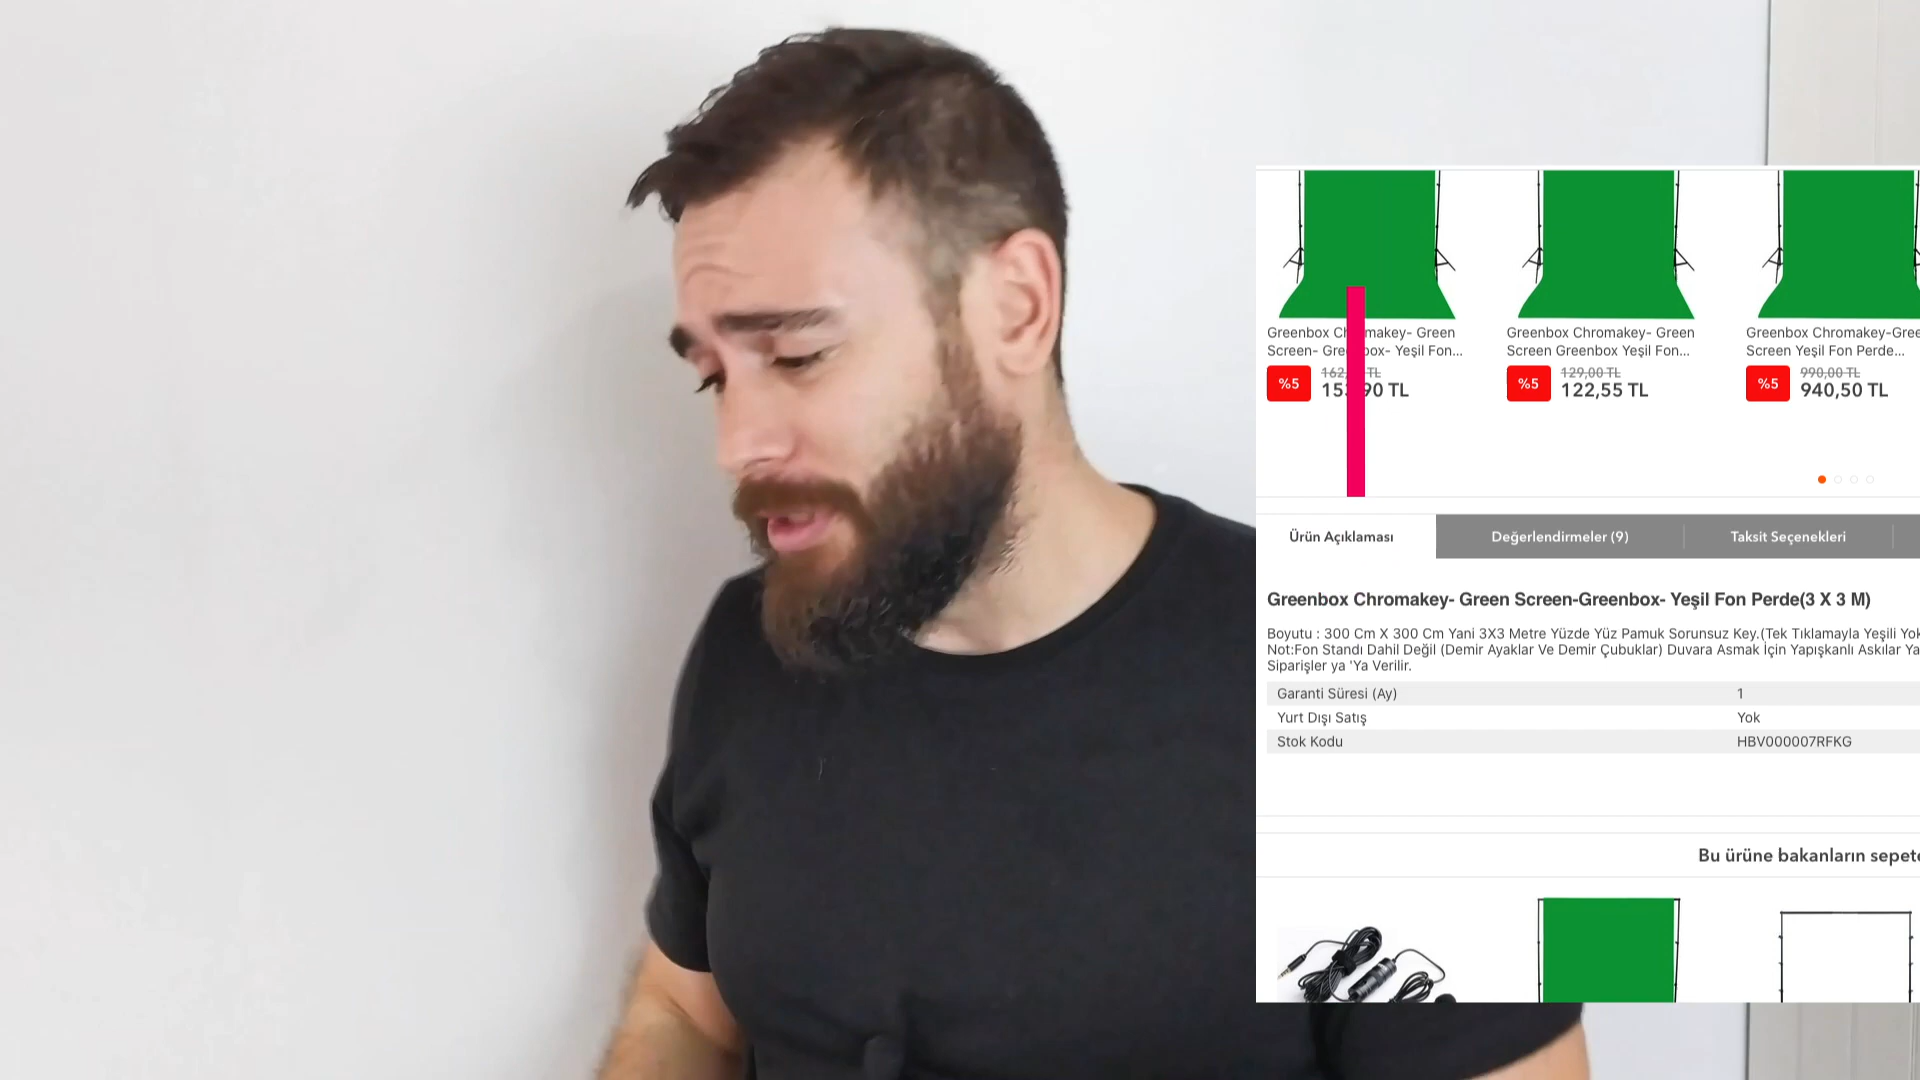 Greenbox Chromakey- Green
Screen- Greenbox- Yeşil Fon...
%5
TL
90 TL
Greenbox Chromakey- Green
Screen Greenbox Yeşil Fon...
%5
129,00 TL
122,55 TL
Greenbox Chromakey-Gree
Screen Yeşil Fon Perde...
%5
990,00 TL
940,50 TL
Ürün Açıklaması
Değerlendirmeler (9)
Taksit Seçenekleri
Greenbox Chromakey- Green Screen-Greenbox- Yeşil Fon Perde(3 X 3 M)
Boyutu : 300 Cm X 300 Cm Yani 3X3 Metre Yüzde Yüz Pamuk Sorunsuz Key.(Tek Tıklamayla Yeşili Yok
Not:Fon Standı Dahil Değil (Demir Ayaklar Ve Demir Çubuklar) Duvara Asmak İçin Yapışkanlı Askılar Ya
Siparişler ya 'Ya Verilir.
Garanti Süresi (Ay) 1
Yurt Dışı Satış Yok
Stok Kodu HBV000007RFKG
Bu ürüne bakanların sepete